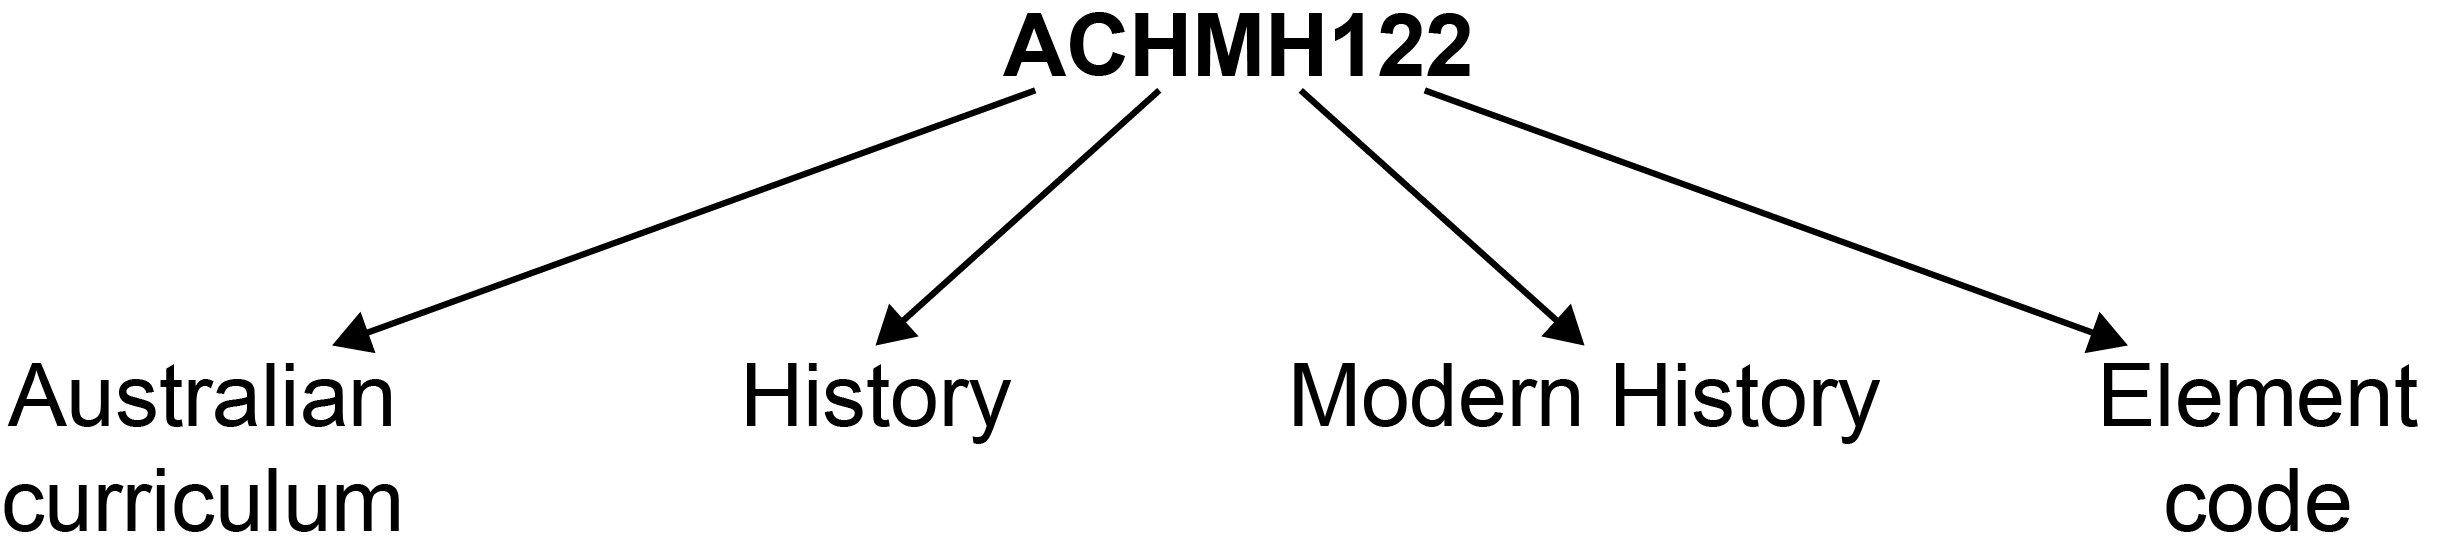 ACHMH122
Australian curriculum
History
Modern History
Element code